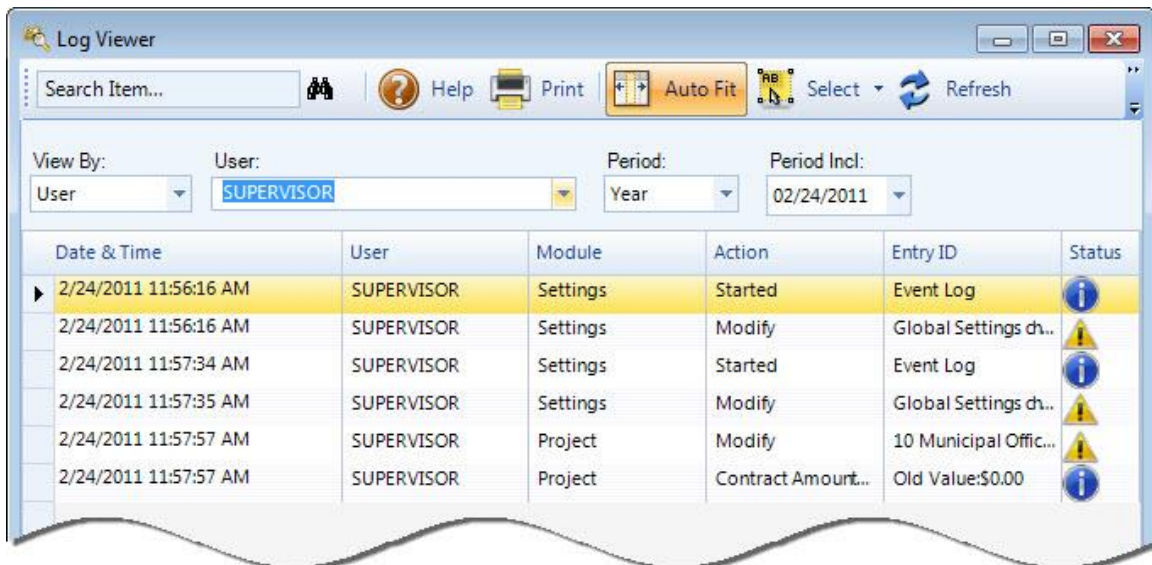 Log Viewer
Search Item... Help Print Auto Fit AB Select Refresh
View By: User: Period: Period Incl:
User SUPERVISOR Year 02/24/2011
Date & Time User Module Action Entry ID Status
2/24/2011 11:56:16 AM SUPERVISOR Settings Started Event Log
2/24/2011 11:56:16 AM SUPERVISOR Settings Modify Global Settings ch...
2/24/2011 11:57:34 AM SUPERVISOR Settings Started Event Log
2/24/2011 11:57:35 AM SUPERVISOR Settings Modify Global Settings ch...
2/24/2011 11:57:57 AM SUPERVISOR Project Modify 10 Municipal Offic...
2/24/2011 11:57:57 AM SUPERVISOR Project Contract Amount... Old Value:$0.00